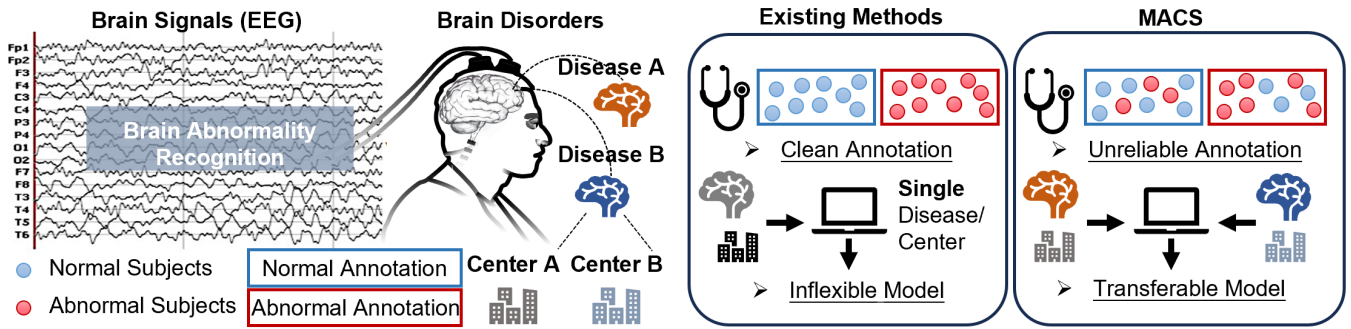 Brain Signals (EEG)
Fp1
Fp2
F3
F4
C3
C4
P3
P4
O1
O2
F7
F8
T3
T4
T5
T6
Brain Abnormality
Recognition
Normal Subjects
Abnormal Subjects
Normal Annotation
Abnormal Annotation
Brain Disorders
Disease A
Disease B
Center A
Center B
Existing Methods
➢ Clean Annotation
Single
Disease/
Center
➢ Inflexible Model
MACS
➢ Unreliable Annotation
➢ Transferable Model